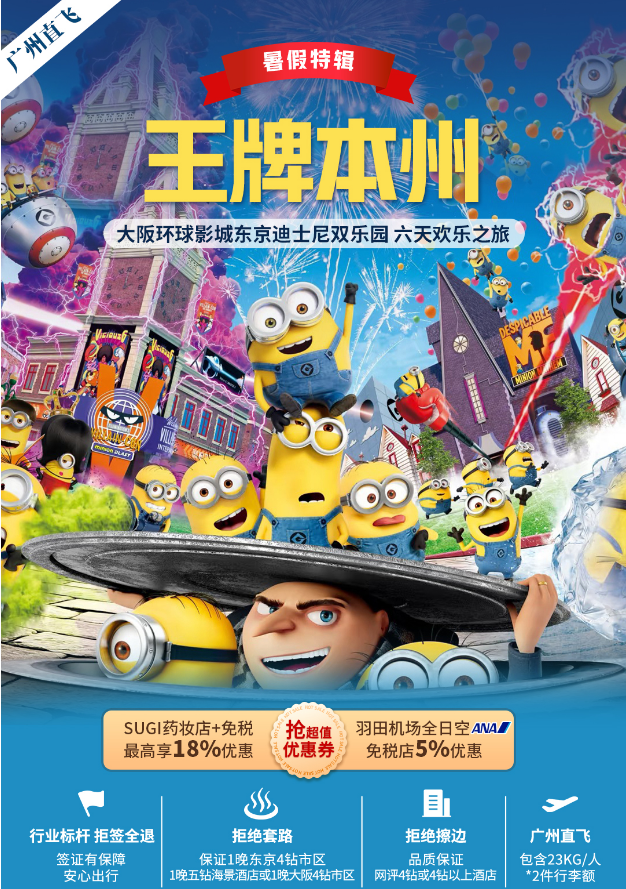 广州直飞
暑假特辑
王牌本州
大阪环球影城东京迪士尼双乐园 六天欢乐之旅
DESPICABLE
ME
MINION
SUGI药妆店+免税
最高享18%优惠
抢超值
优惠券
羽田机场全日空ANA
免税店5%优惠
行业标杆 拒签全退
签证有保障
安心出行
拒绝套路
保证1晚东京4钻市区
1晚五钻海景酒店或1晚大阪4钻市区
拒绝擦边
品质保证
网评4钻或4钻以上酒店
广州直飞
包含23KG/人
*2件行李额